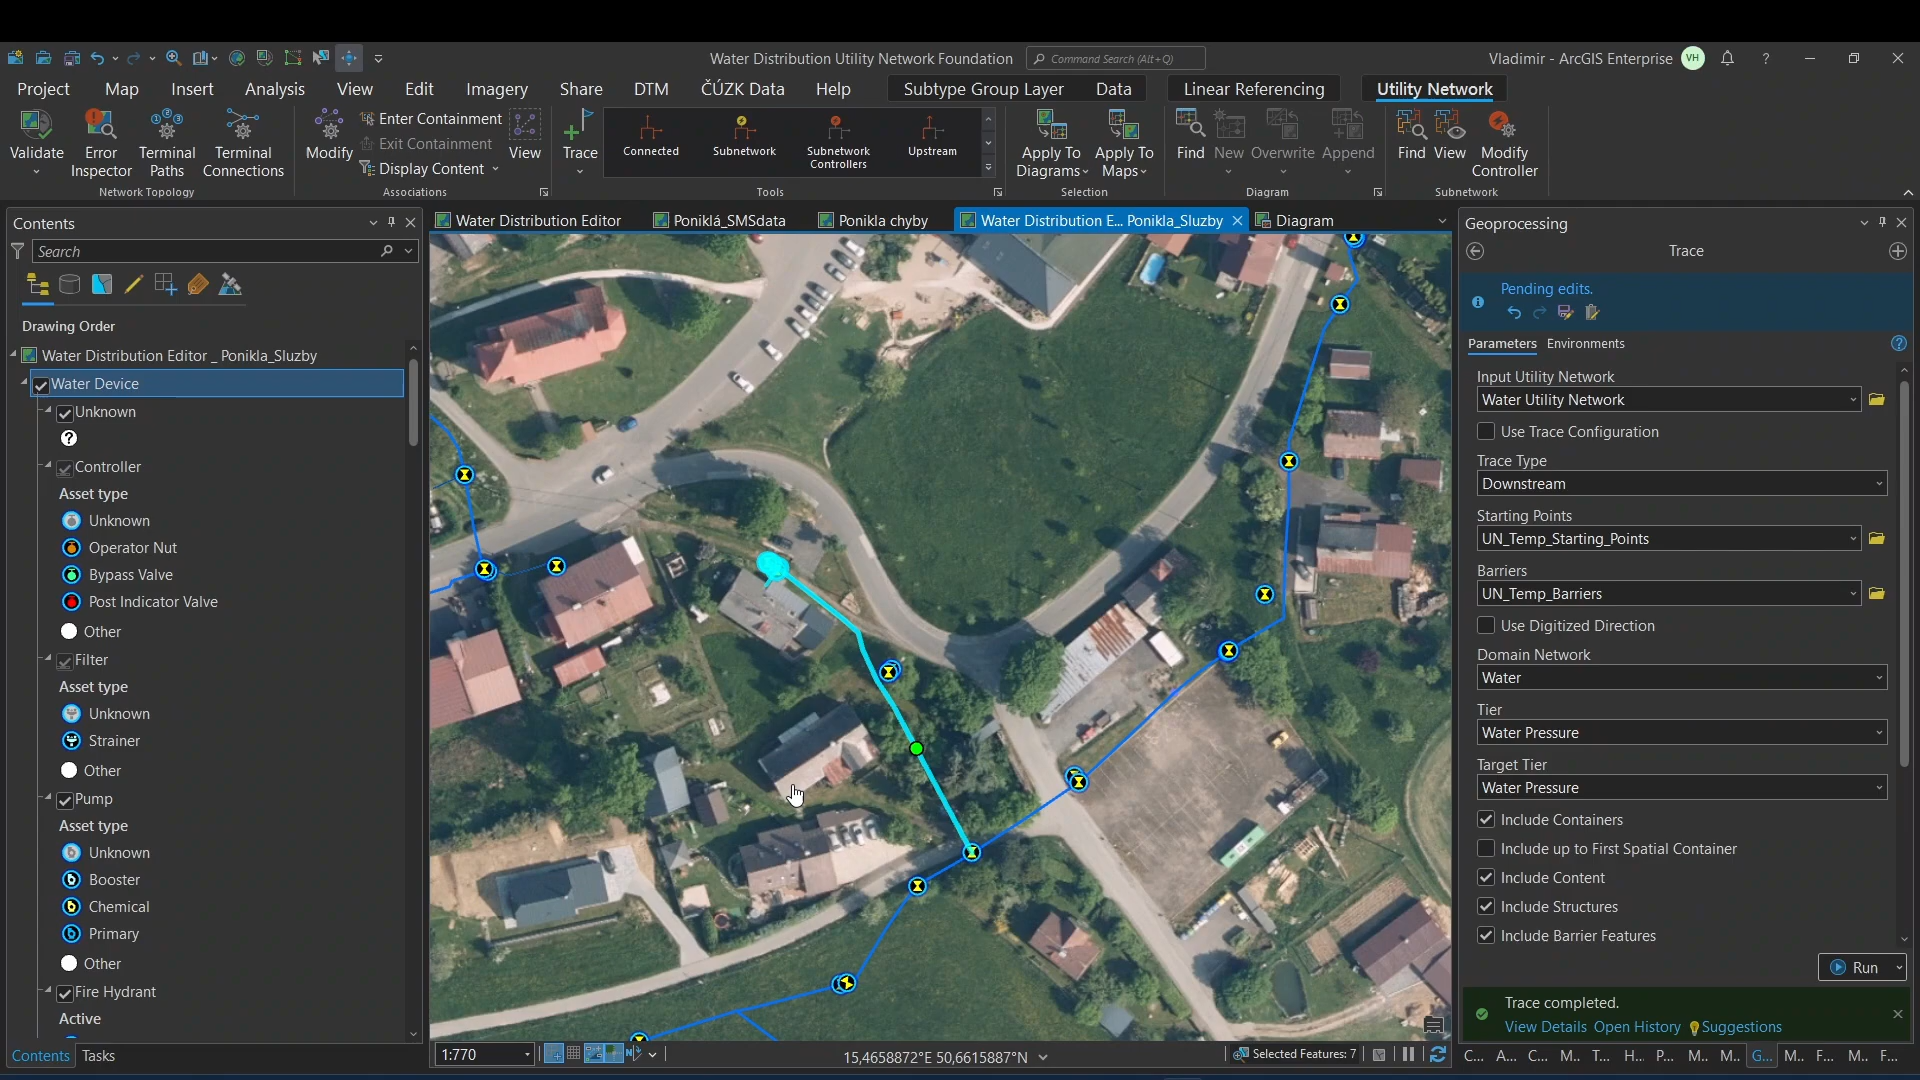 Water Distribution Utility Network Foundation
Command Search (Alt+Q)
Vladimir - ArcGIS Enterprise
VH
?
Project Map Insert Analysis View Edit Imagery Share DTM ČÚZK Data Help Subtype Group Layer Data Linear Referencing Utility Network
Validate
Error Inspector
Terminal Paths
Terminal Connections
Network Topology
Modify
Enter Containment
Exit Containment
Display Content
View
Associations
Trace
Connected
Subnetwork
Subnetwork Controllers
Upstream
Tools
Apply To Diagrams
Apply To Maps
Selection
Find
New
Overwrite
Append
Diagram
Find
View
Modify Controller
Subnetwork
Contents
Search
Drawing Order
Water Distribution Editor _ Ponikla_Sluzby
Water Device
Unknown
?
Controller
Asset type
Unknown
Operator Nut
Bypass Valve
Post Indicator Valve
Other
Filter
Asset type
Unknown
Strainer
Other
Pump
Asset type
Unknown
Booster
Chemical
Primary
Other
Fire Hydrant
Active
Contents Tasks
Water Distribution Editor
Poniklá_SMSdata
Ponikla chyby
Water Distribution E... Ponikla_Sluzby
Diagram
1:770
15,4658872°E 50,6615887°N
Selected Features: 7
Geoprocessing
Trace
Pending edits.
Parameters Environments
Input Utility Network
Water Utility Network
Use Trace Configuration
Trace Type
Downstream
Starting Points
UN_Temp_Starting_Points
Barriers
UN_Temp_Barriers
Use Digitized Direction
Domain Network
Water
Tier
Water Pressure
Target Tier
Water Pressure
Include Containers
Include up to First Spatial Container
Include Content
Include Structures
Include Barrier Features
Run
Trace completed.
View Details Open History Suggestions
C... A... C... M.. T... H... P... M.. M.. G... M.. F... M.. F...